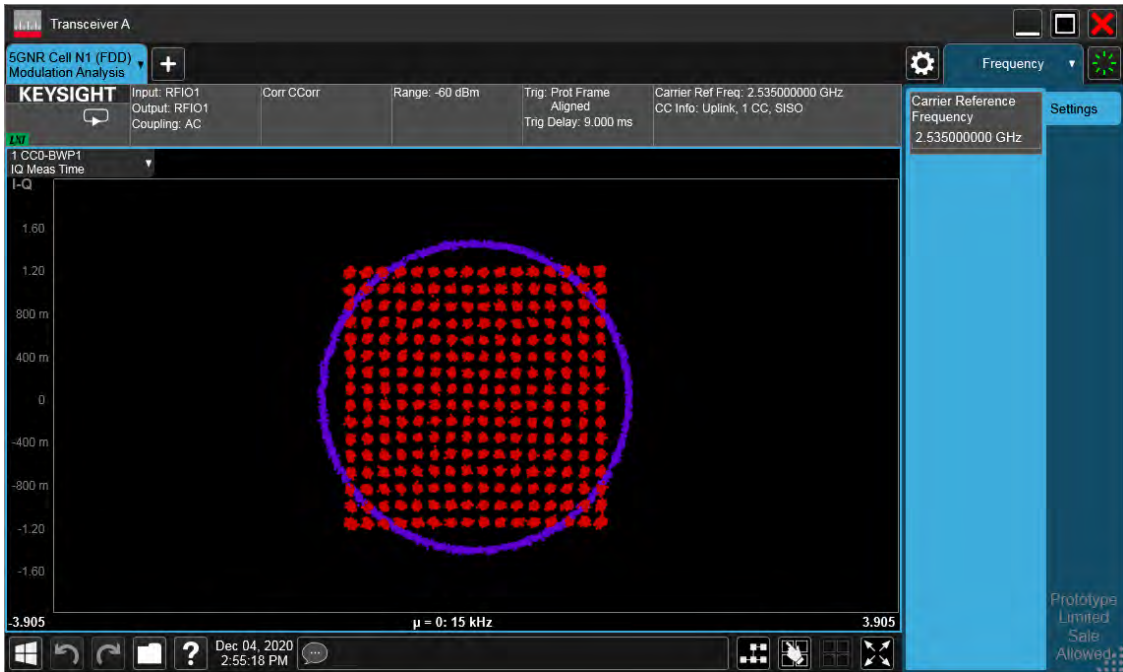 Transceiver A
5GNR Cell N1 (FDD)
Modulation Analysis
+
Frequency
KEYSIGHT
LXI
Input: RFIO1
Output: RFIO1
Coupling: AC
Corr CCorr
Range: -60 dBm
Trig: Prot Frame
Aligned
Trig Delay: 9.000 ms
Carrier Ref Freq: 2.535000000 GHz
CC Info: Uplink, 1 CC, SISO
Carrier Reference
Frequency
2.535000000 GHz
Settings
1 CC0-BWP1
IQ Meas Time
I-Q
1.60
1.20
800 m
400 m
0
-400 m
-800 m
-1.20
-1.60
-3.905
µ = 0: 15 kHz
3.905
Prototype
Limited
Sale
Allowed
?
Dec 04, 2020
2:55:18 PM